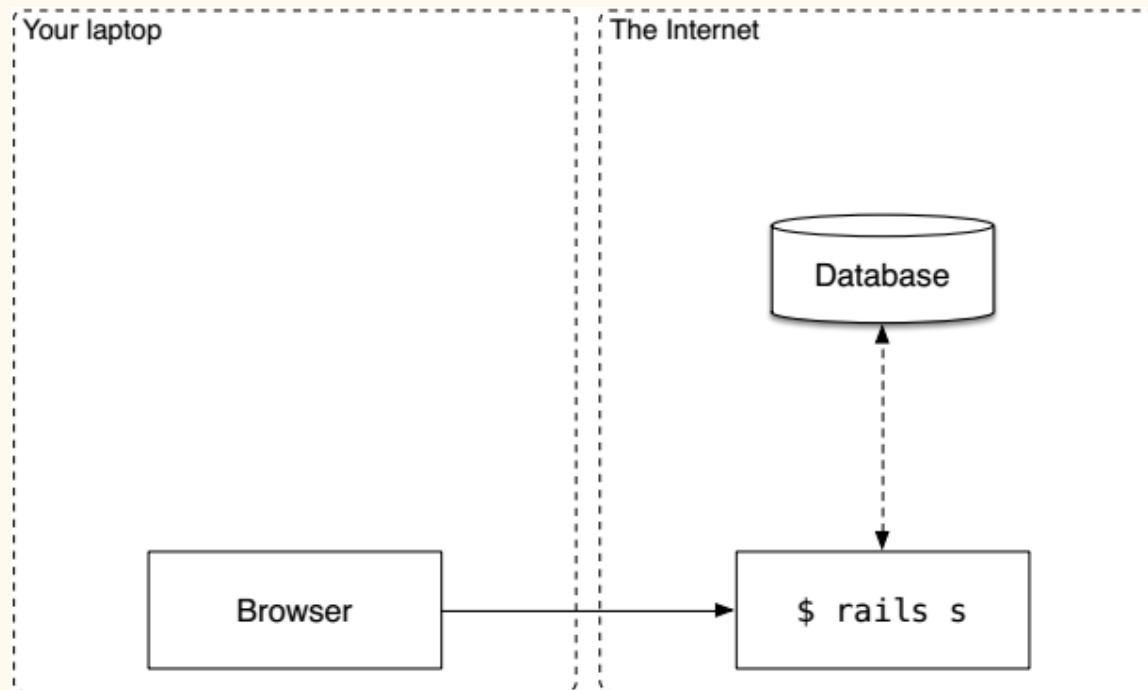 Your laptop
The Internet
Database
Browser
$ rails s